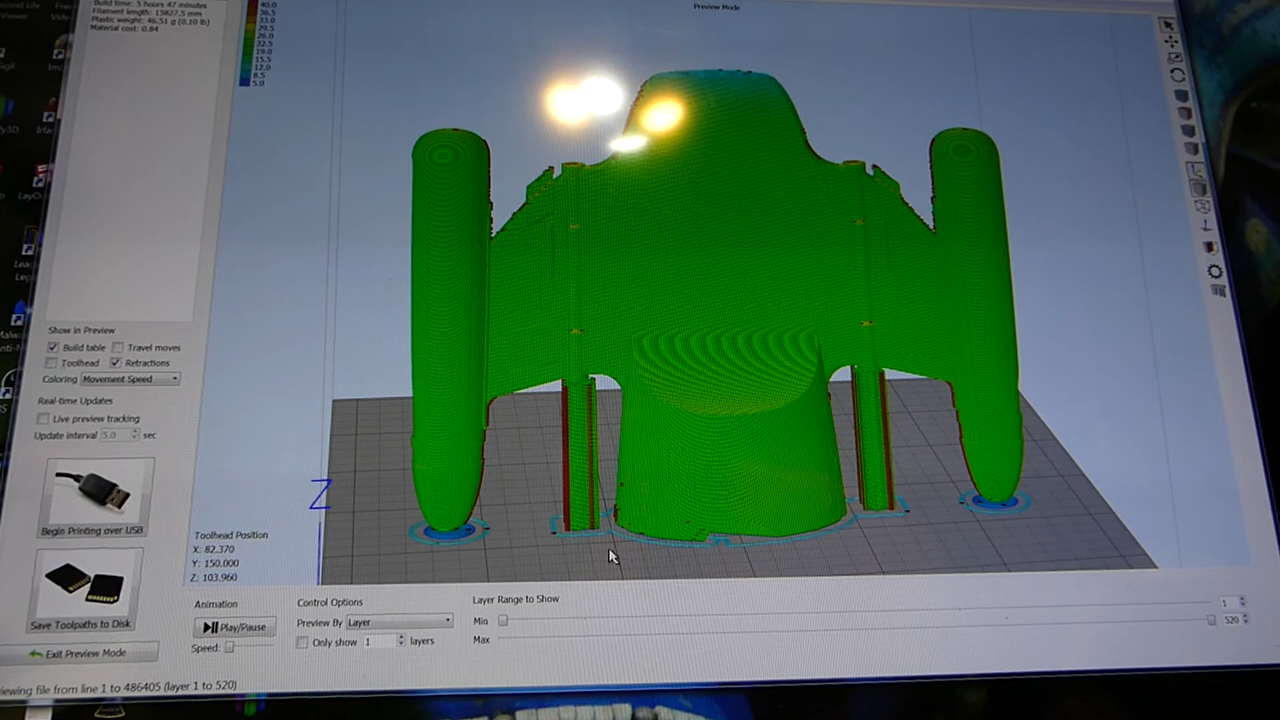 Preview Mode
Build time: 5 hours 47 minutes
Filament length: 15627.5 mm
Plastic weight: 46.51 g (0.10 lb)
Material cost: 0.84
40.0
36.5
33.0
29.5
26.0
22.5
19.0
15.5
12.0
8.5
5.0
Show in Preview
Build table
Travel moves
Toolhead
Retractions
Coloring
Movement Speed
Real-time Updates
Live preview tracking
Update interval 5.0 sec
Begin Printing over USB
Save Toolpaths to Disk
Exit Preview Mode
Z
Toolhead Position
X: 82.370
Y: 150.000
Z: 103.960
Animation
Play/Pause
Speed:
Control Options
Preview By Layer
Only show 1 layers
Layer Range to Show
Min
1
Max
520
iewing file from line 1 to 486405 (layer 1 to 520)